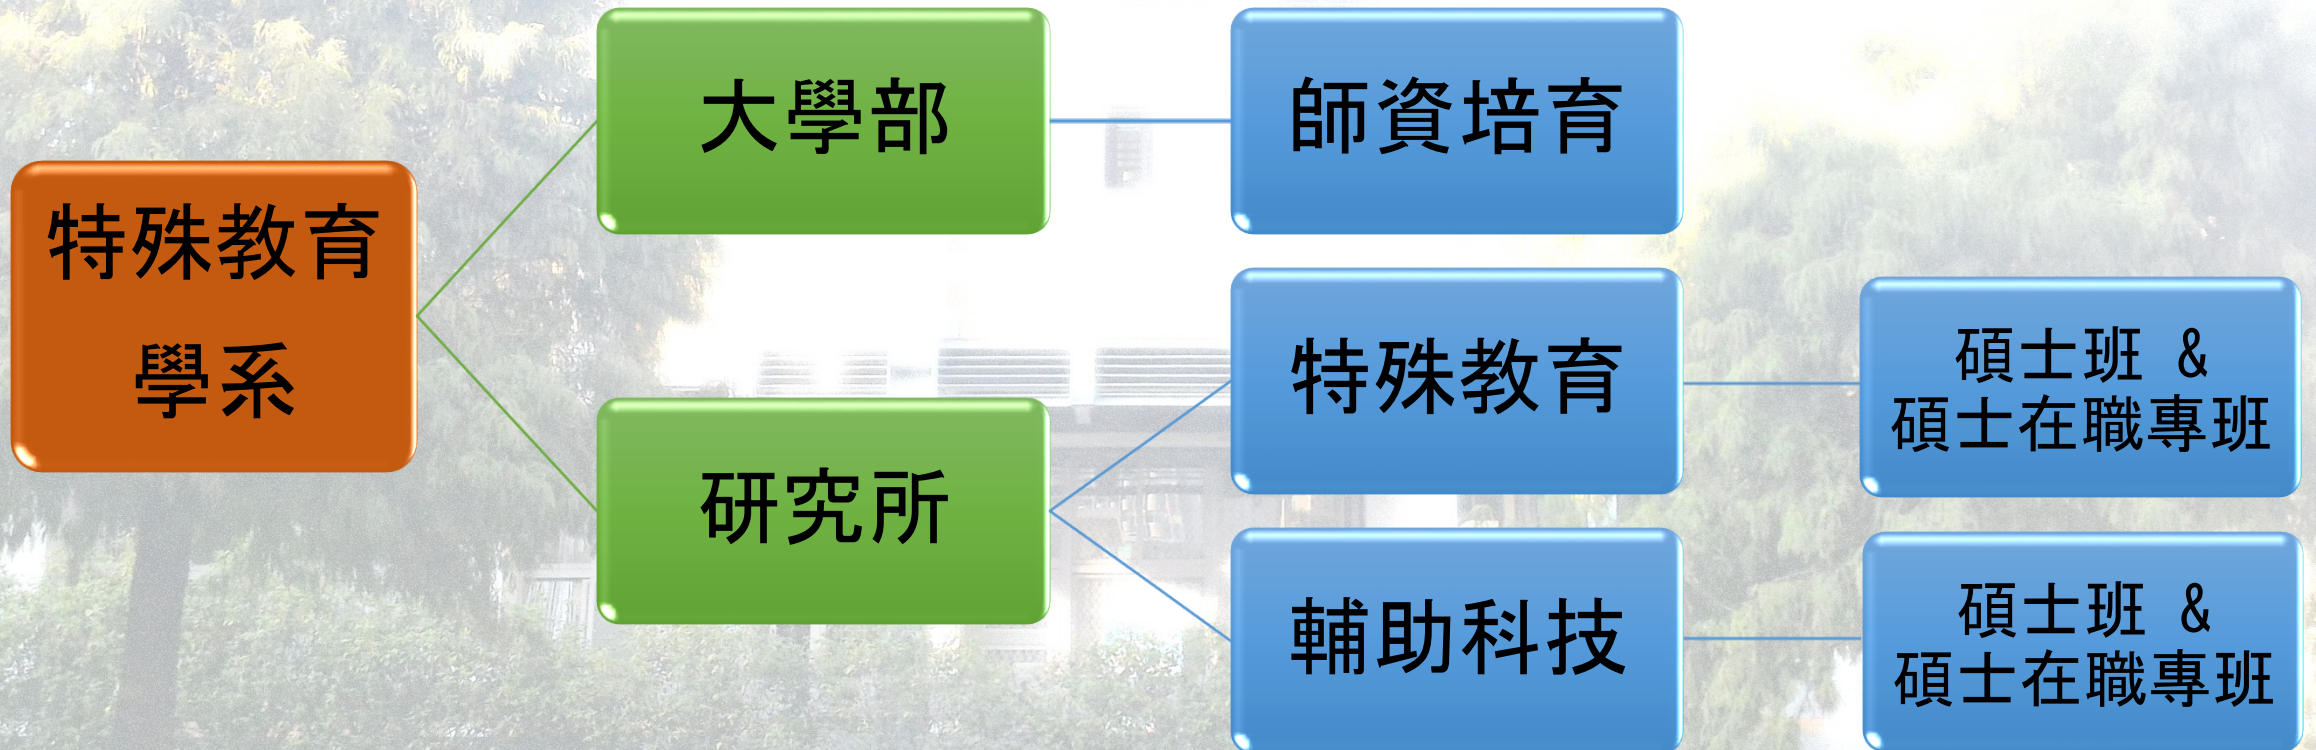 特殊教育
學系
大學部
師資培育
研究所
特殊教育
碩士班 &
碩士在職專班
輔助科技
碩士班 &
碩士在職專班